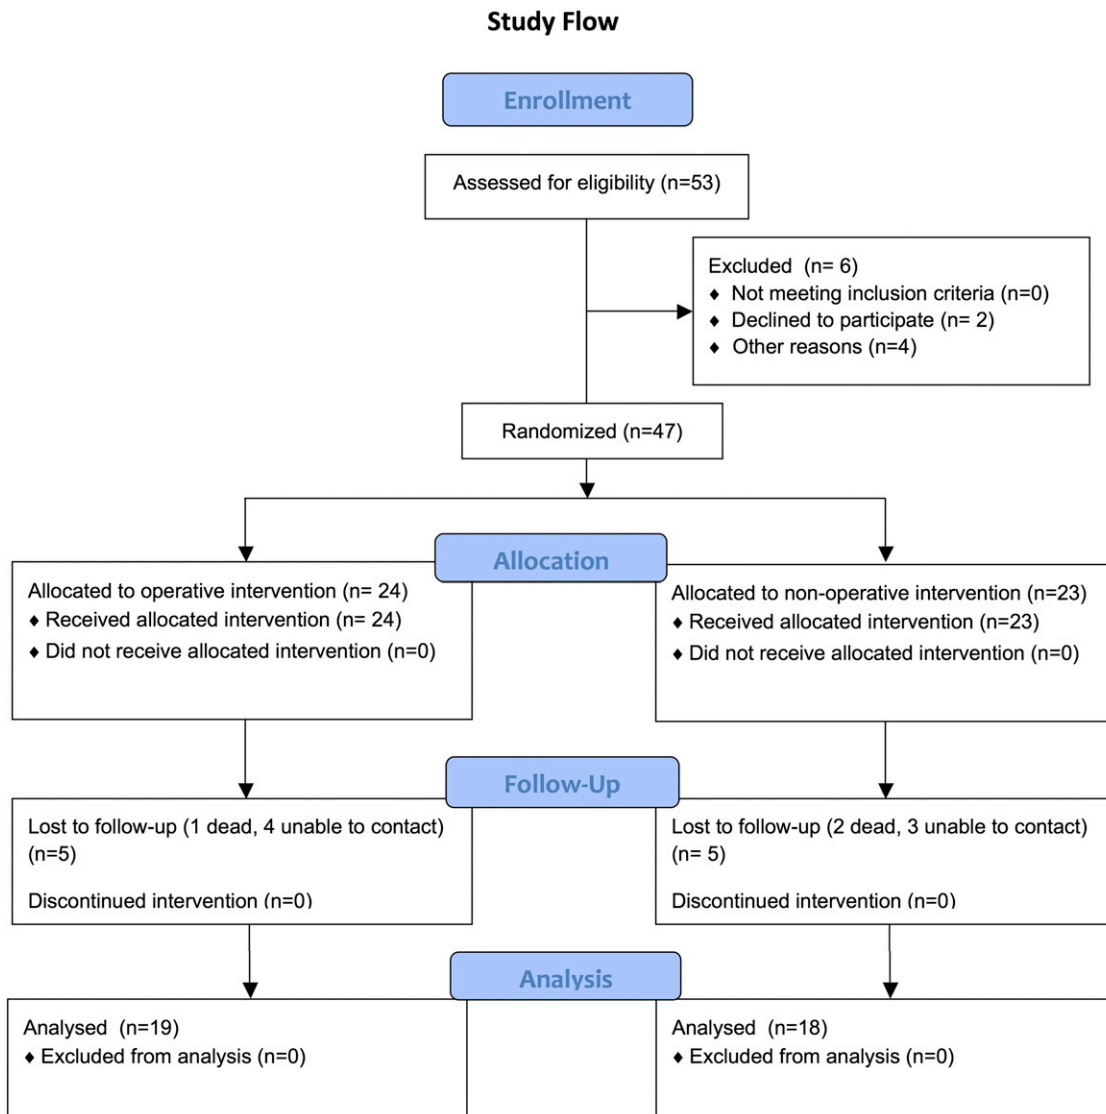 Study Flow
Enrollment
Assessed for eligibility (n=53)
Excluded  (n= 6)
♦ Not meeting inclusion criteria (n=0)
♦ Declined to participate (n= 2)
♦ Other reasons (n=4)
Randomized (n=47)
Allocation
Allocated to operative intervention (n= 24)
♦ Received allocated intervention (n= 24)
♦ Did not receive allocated intervention (n=0)
Allocated to non-operative intervention (n=23)
♦ Received allocated intervention (n=23)
♦ Did not receive allocated intervention (n=0)
Follow-Up
Lost to follow-up (1 dead, 4 unable to contact)
(n=5)
Discontinued intervention (n=0)
Lost to follow-up (2 dead, 3 unable to contact)
(n= 5)
Discontinued intervention (n=0)
Analysis
Analysed  (n=19)
♦ Excluded from analysis (n=0)
Analysed  (n=18)
♦ Excluded from analysis (n=0)